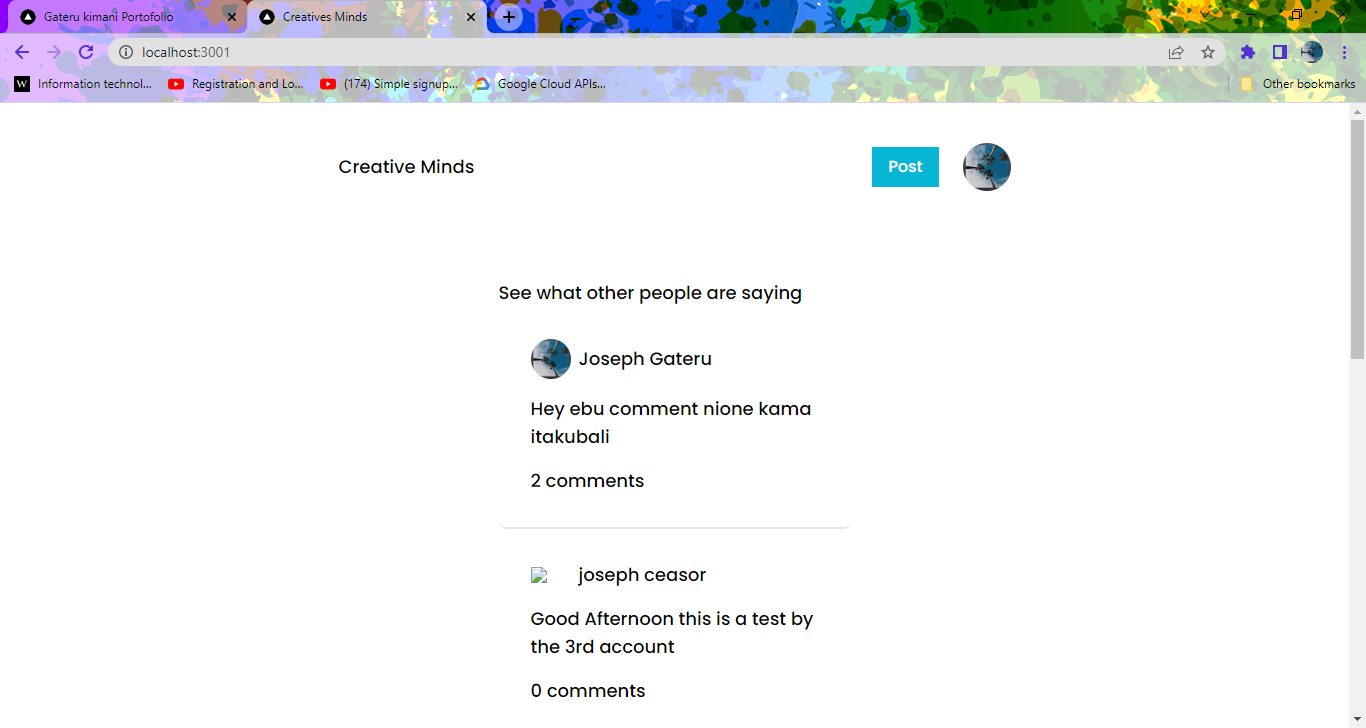 Gateru kimani Portofolio
Creatives Minds
localhost:3001
W Information technol...
Registration and Lo...
(174) Simple signup...
Google Cloud APIs...
Other bookmarks
Creative Minds
Post
See what other people are saying
Joseph Gateru
Hey ebu comment nione kama
itakubali
2 comments
joseph ceasor
Good Afternoon this is a test by
the 3rd account
0 comments